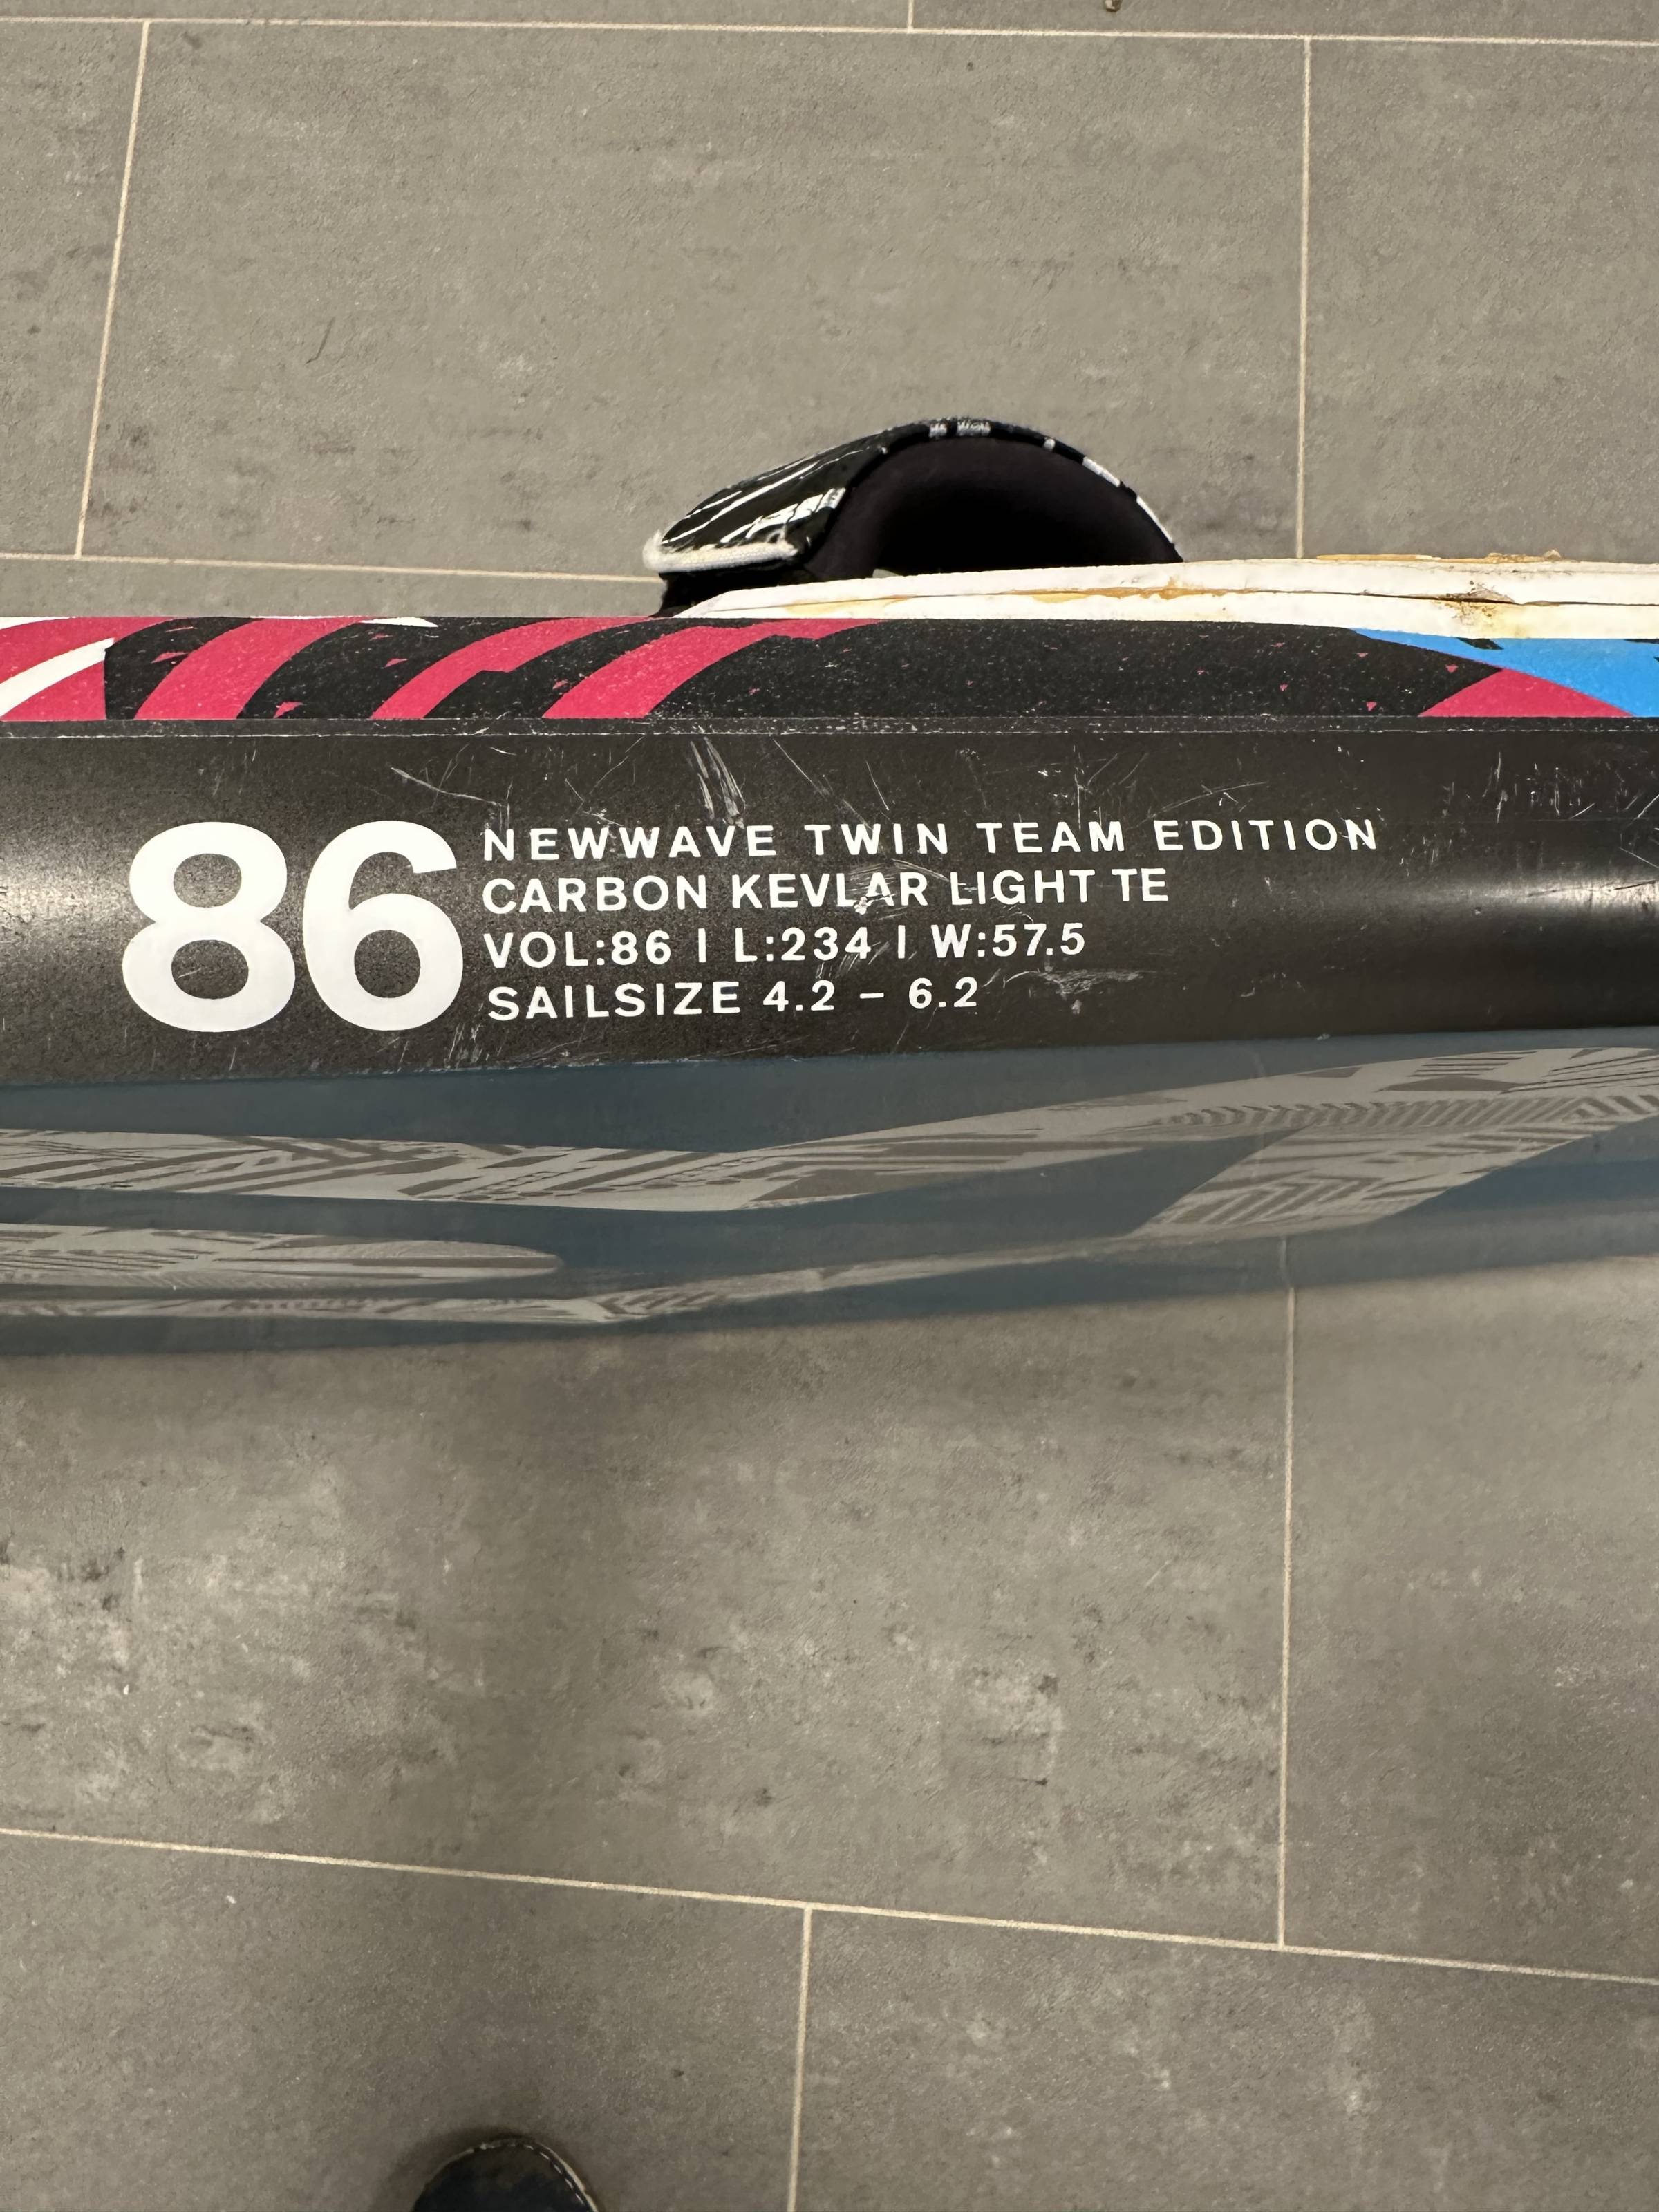 86
NEWWAVE TWIN TEAM EDITION
CARBON KEVLAR LIGHT TE
VOL:86 | L:234 | W:57.5
SAILSIZE 4.2 – 6.2